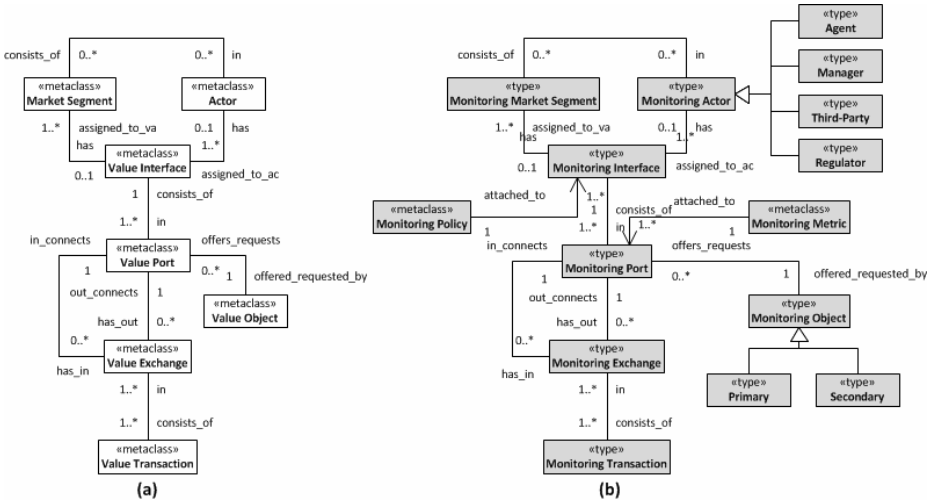 consists_of
0..*
0..*
in
«metaclass»
Market Segment
«metaclass»
Actor
1..*
assigned_to_va
0..1
has
has
1..*
«metaclass»
Value Interface
0..1
assigned_to_ac
1
consists_of
1..*
in
in_connects
offers_requests
«metaclass»
Value Port
1
0..*
1
offered_requested_by
out_connects
1
«metaclass»
Value Object
has_out
0..*
0..*
«metaclass»
Value Exchange
has_in
1..*
in
1..*
consists_of
«metaclass»
Value Transaction
(a)
consists_of
0..*
0..*
in
«type»
Monitoring Market Segment
«type»
Monitoring Actor
«type»
Agent
«type»
Manager
«type»
Third-Party
«type»
Regulator
1..*
assigned_to_va
0..1
has
has
1..*
«type»
Monitoring Interface
0..1
assigned_to_ac
attached_to
1..*
«metaclass»
Monitoring Policy
1
1
consists_of
attached_to
«metaclass»
Monitoring Metric
1
1..*
in
1..*
in_connects
offers_requests
«type»
Monitoring Port
1
0..*
1
offered_requested_by
out_connects
1
«type»
Monitoring Object
has_out
0..*
0..*
«type»
Monitoring Exchange
has_in
«type»
Primary
«type»
Secondary
1..*
in
1..*
consists_of
«type»
Monitoring Transaction
(b)